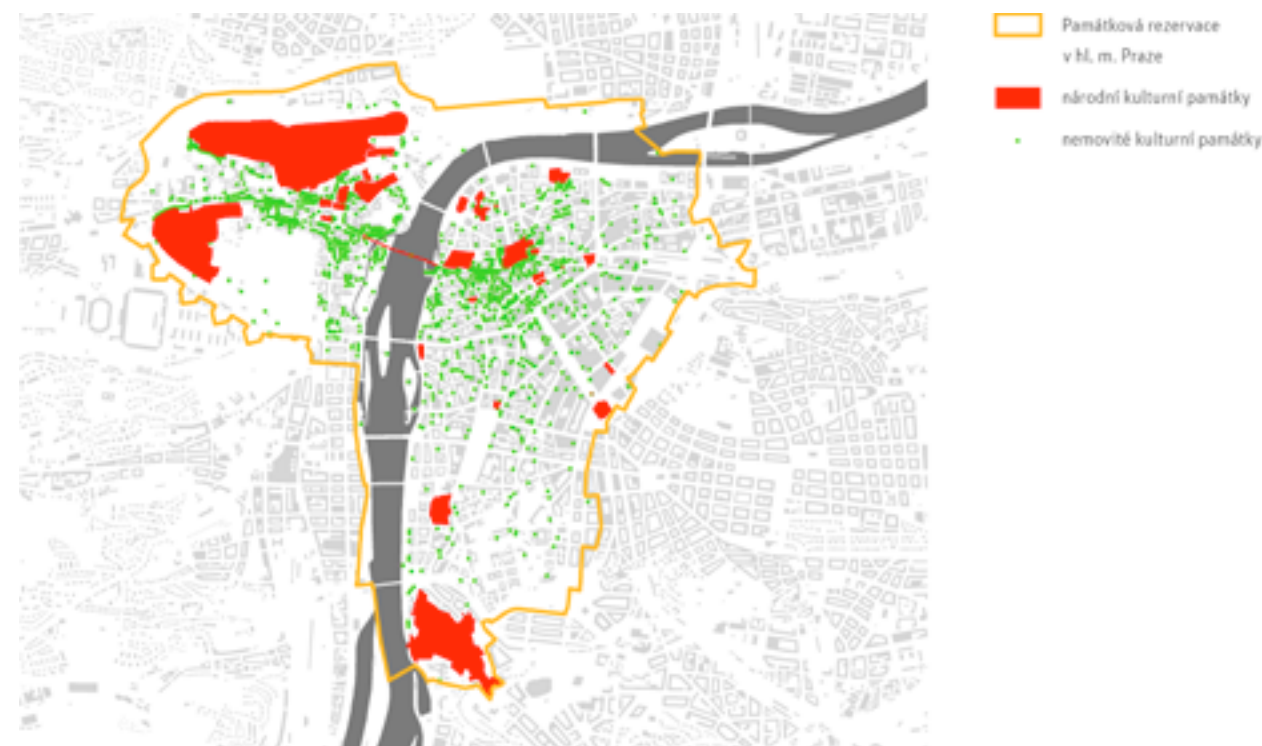 Památková rezervace
v hl. m. Praze
národní kulturní památky
nemovité kulturní památky